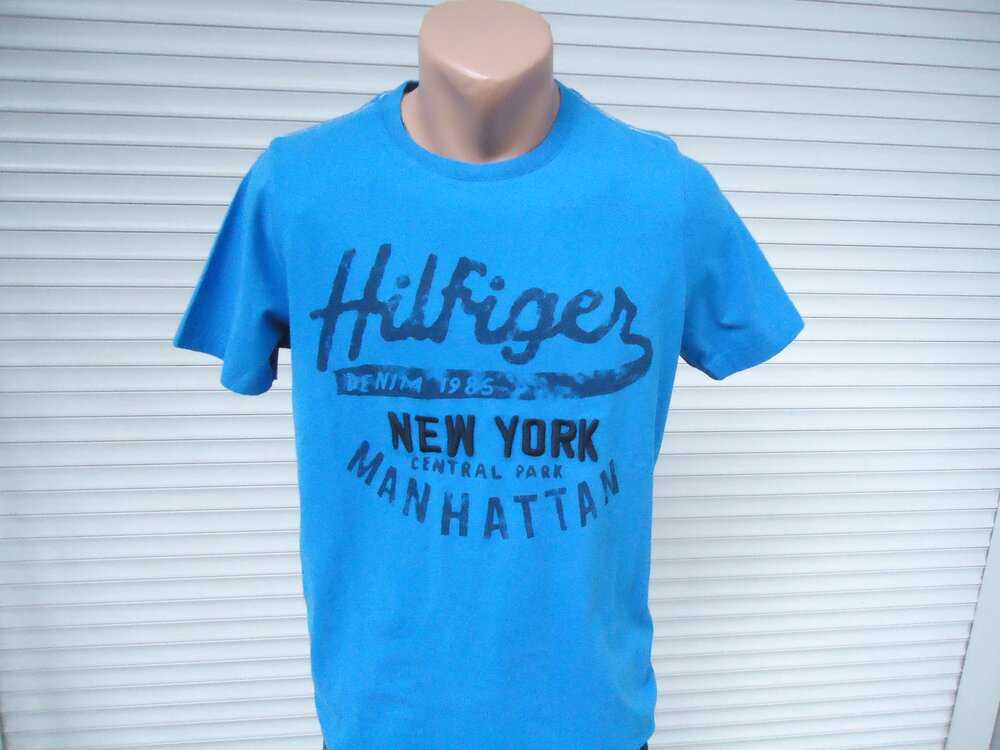 Hilfiger
DENIM 1985
NEW YORK
CENTRAL PARK
MANHATTAN